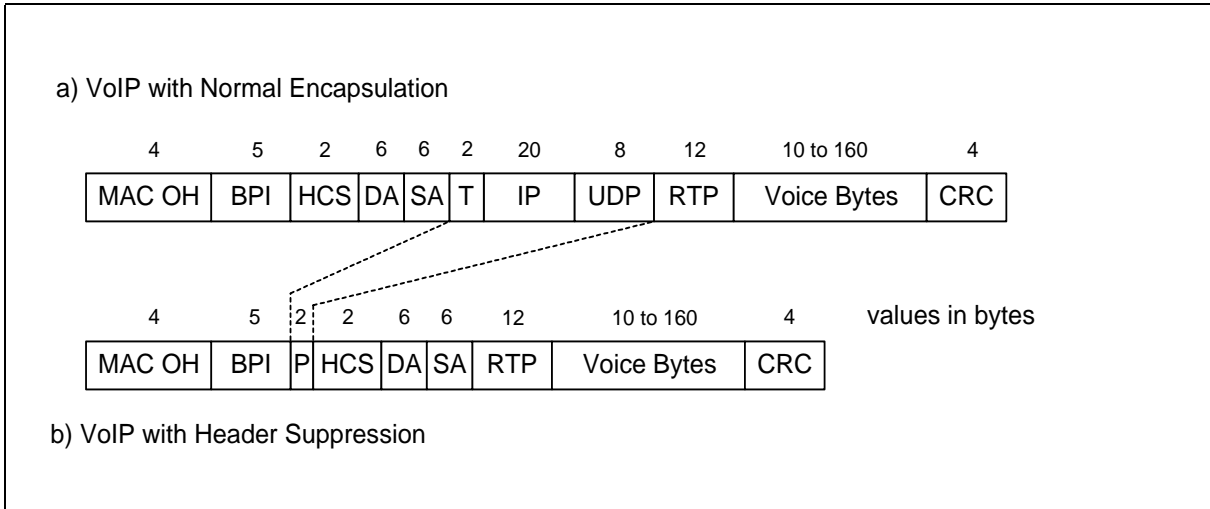 a) VoIP with Normal Encapsulation
4 5 2 6 6 2 20 8 12 10 to 160 4
MAC OH BPI HCS DA SA T IP UDP RTP Voice Bytes CRC
4 5 2 2 6 6 12 10 to 160 4 values in bytes
MAC OH BPI P HCS DA SA RTP Voice Bytes CRC
b) VoIP with Header Suppression